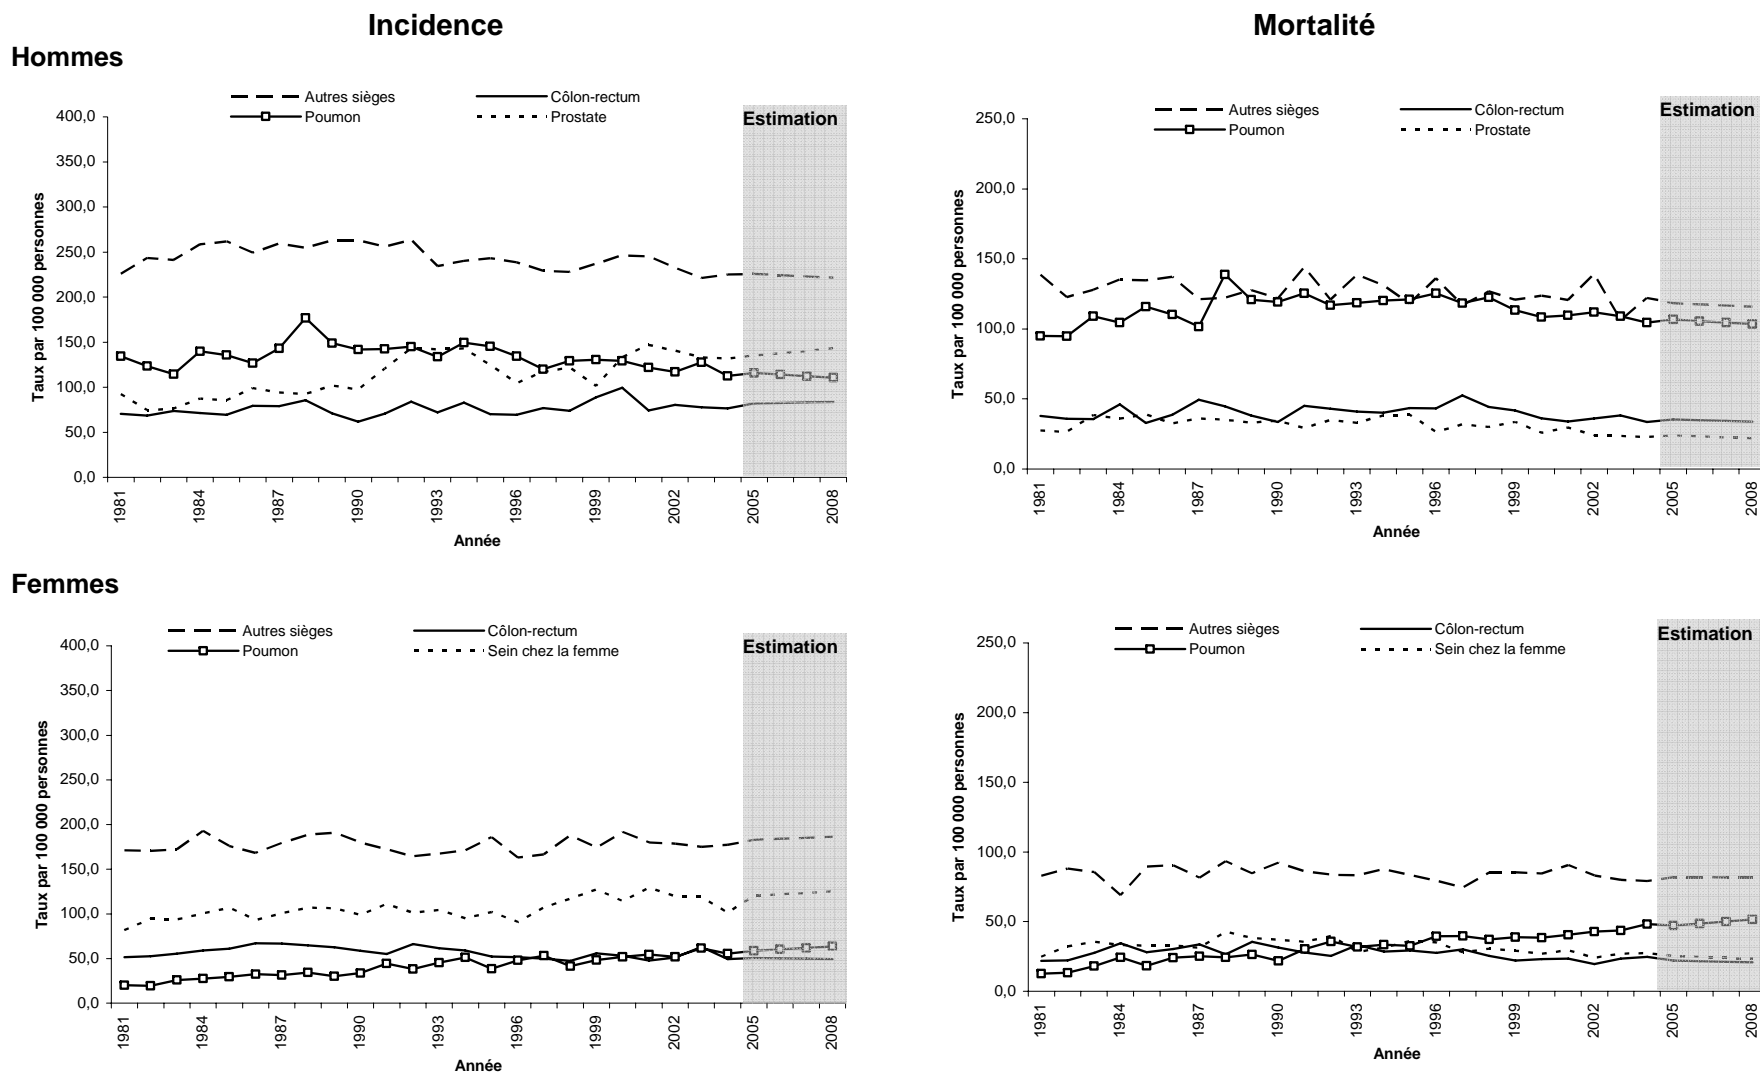 Incidence
Mortalité
Hommes
Autres sièges Côlon-rectum
Poumon Prostate
Estimation
400,0
350,0
300,0
250,0
200,0
150,0
100,0
50,0
0,0
Taux par 100 000 personnes
1981 1984 1987 1990 1993 1996 1999 2002 2005 2008
Année
Autres sièges Côlon-rectum
Poumon Prostate
Estimation
250,0
200,0
150,0
100,0
50,0
0,0
Taux par 100 000 personnes
1981 1984 1987 1990 1993 1996 1999 2002 2005 2008
Année
Femmes
Autres sièges Côlon-rectum
Poumon Sein chez la femme
Estimation
400,0
350,0
300,0
250,0
200,0
150,0
100,0
50,0
0,0
Taux par 100 000 personnes
1981 1984 1987 1990 1993 1996 1999 2002 2005 2008
Année
Autres sièges Côlon-rectum
Poumon Sein chez la femme
Estimation
250,0
200,0
150,0
100,0
50,0
0,0
Taux par 100 000 personnes
1981 1984 1987 1990 1993 1996 1999 2002 2005 2008
Année